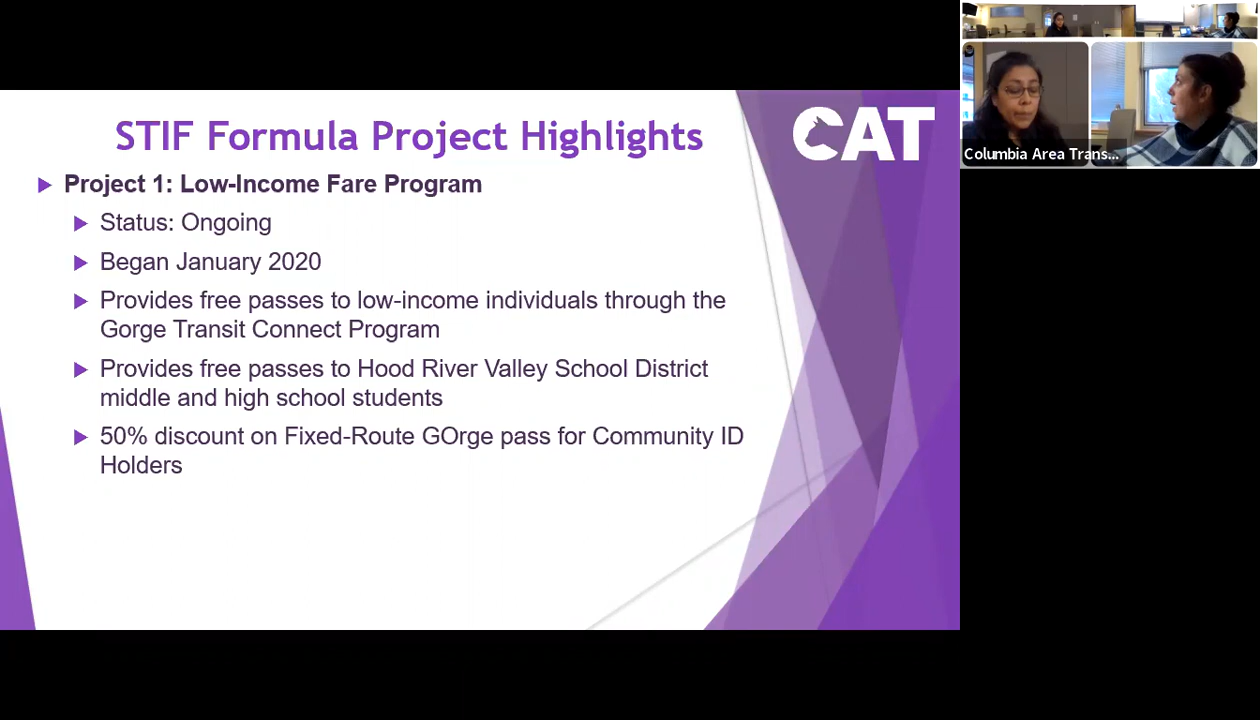 STIF Formula Project Highlights
CAT
Project 1: Low-Income Fare Program
Status: Ongoing
Began January 2020
Provides free passes to low-income individuals through the
Gorge Transit Connect Program
Provides free passes to Hood River Valley School District
middle and high school students
50% discount on Fixed-Route GOrge pass for Community ID
Holders
Columbia Area Trans...